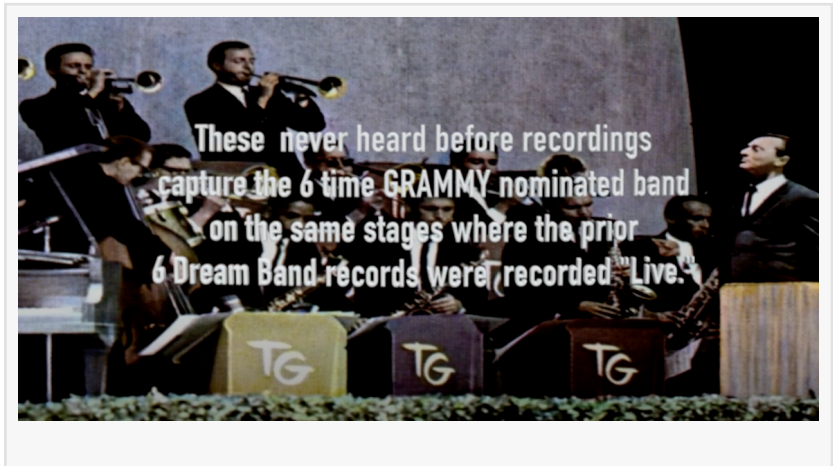 These never heard before recordings
capture the 6 time GRAMMY nominated band
on the same stages where the prior
6 Dream Band records were recorded "Live."
TG
TG
TG